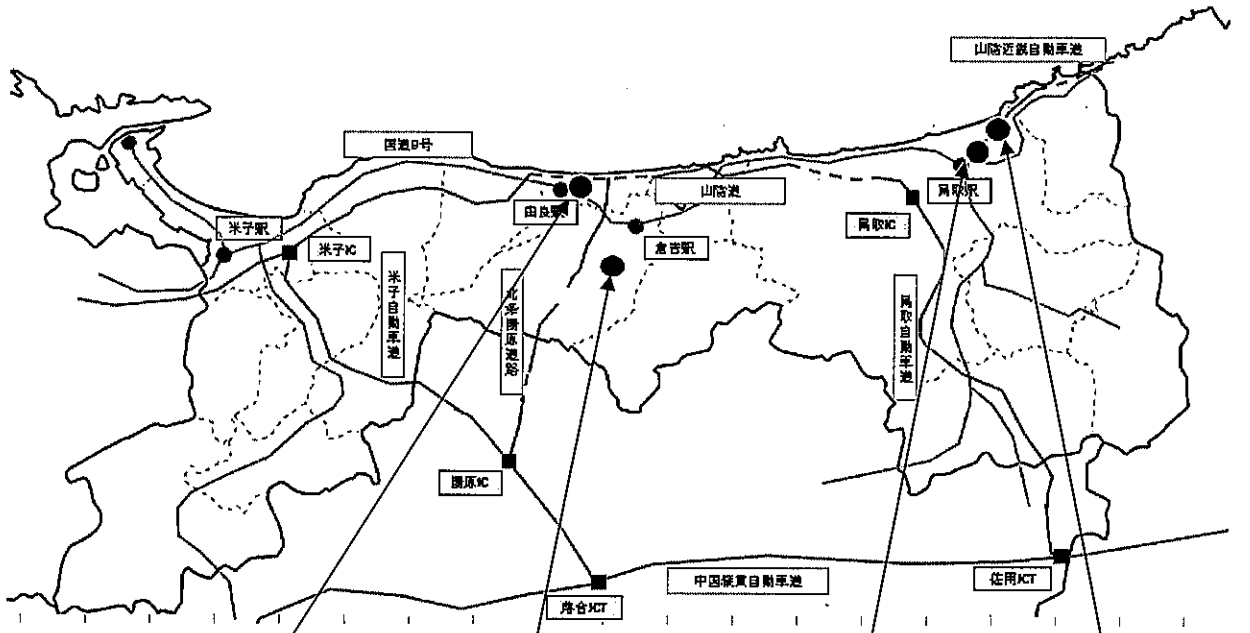 山陰近畿自動車道
国道9号
山陰道
鳥取駅
由良駅
米子駅
米子IC
倉吉駅
鳥取IC
米子自動車道
北条湯原道路
鳥取自動車道
湯原IC
中国縦貫自動車道
佐用JCT
落合JCT